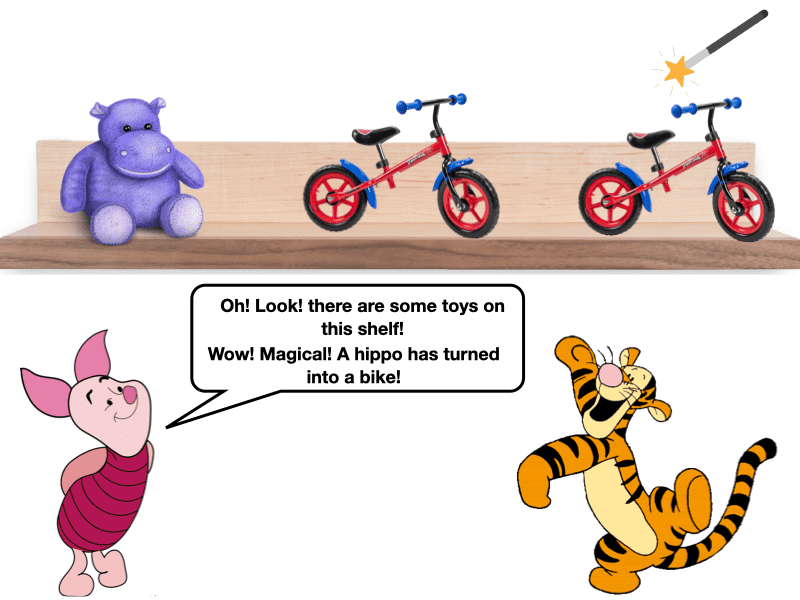 Oh! Look! there are some toys on
this shelf!
Wow! Magical! A hippo has turned
into a bike!